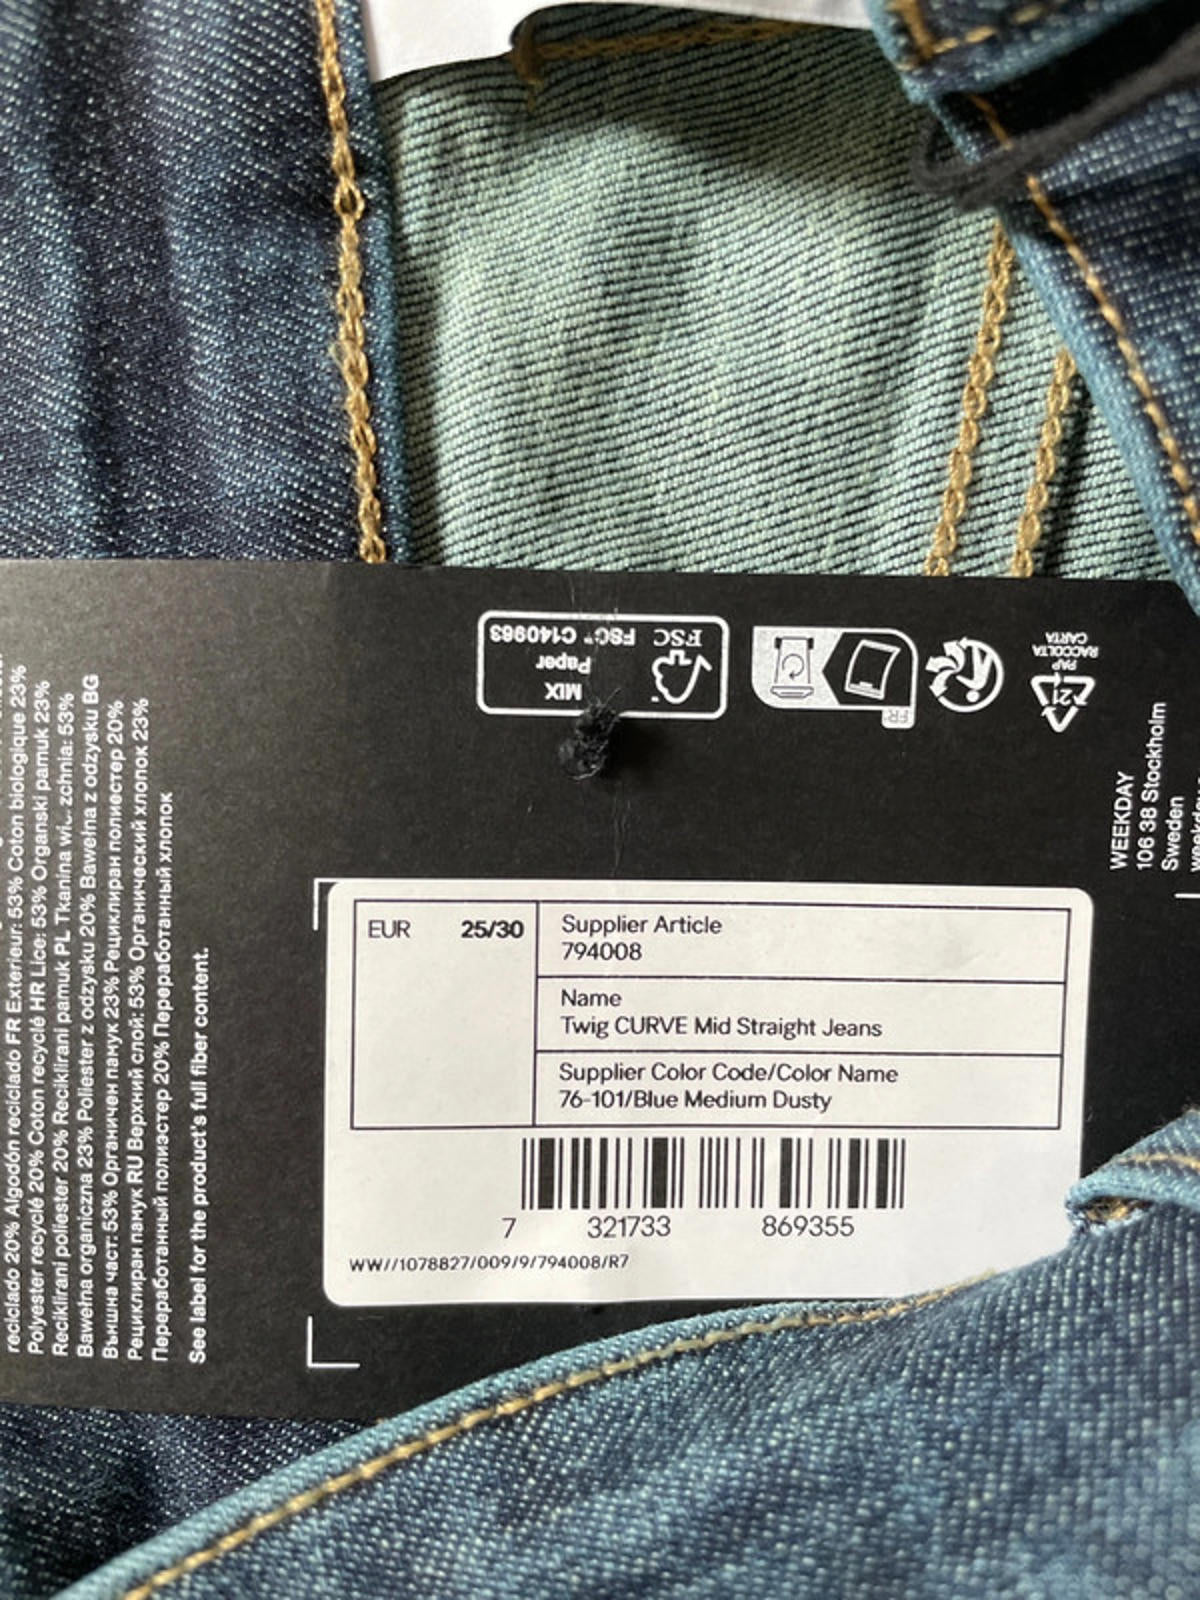 FSC
FSC™ C140963
MIX
Paper
FR
21
PAP
RACCOLTA
CARTA
WEEKDAY
106 38 Stockholm
Sweden
reciclado 20% Algodón reciclado FR Exterieur: 53% Coton biologique 23%
Polyester recyclé 20% Coton recyclé HR Lice: 53% Organski pamuk 23%
Reciklirani poliester 20% Reciklirani pamuk PL Tkanina wi... zchnia: 53%
Bawełna organiczna 23% Poliester z odzysku 20% Bawełna z odzysku BG
Външна част: 53% Органичен памук 23% Рециклиран полиестер 20%
Рециклиран памук RU Верхний слой: 53% Органический хлопок 23%
Переработанный полиэстер 20% Переработанный хлопок
See label for the product's full fiber content.
EUR 25/30
Supplier Article
794008
Name
Twig CURVE Mid Straight Jeans
Supplier Color Code/Color Name
76-101/Blue Medium Dusty
7 321733 869355
WW//1078827/009/9/794008/R7